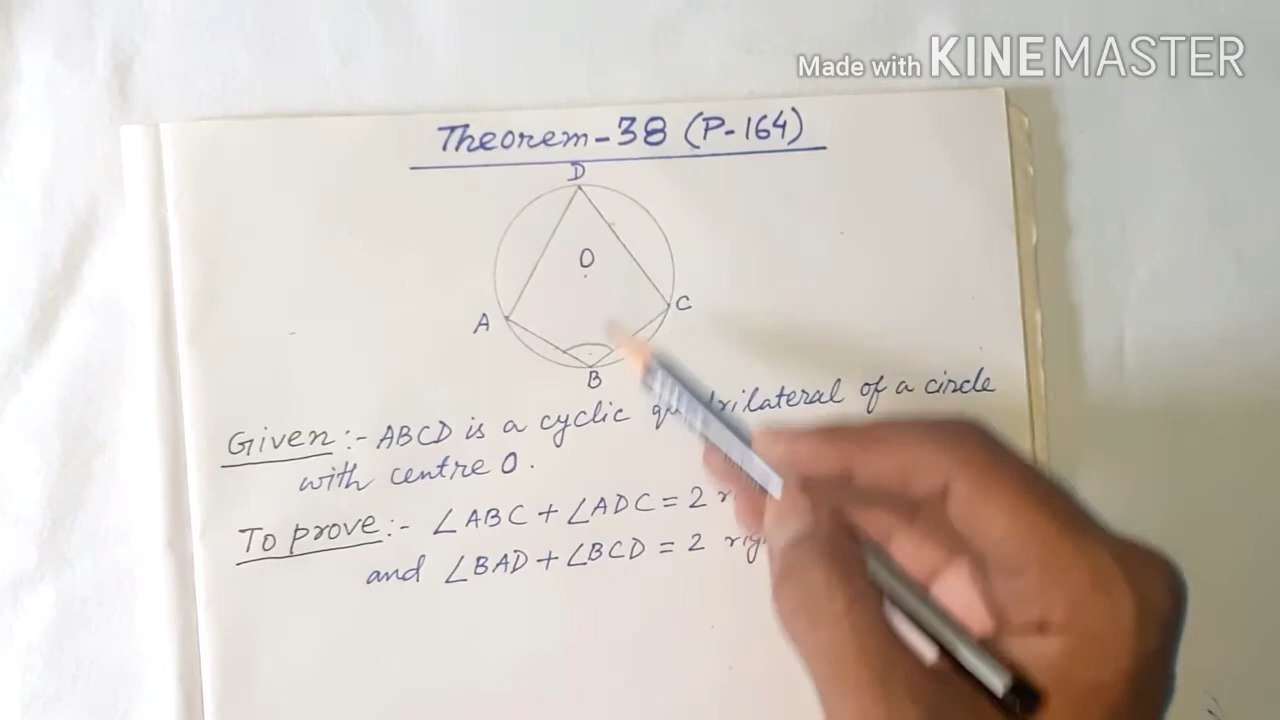 Made with KINEMASTER
Theorem-38 (P-164)
D
O
A
C
B
Given :- ABCD is a cyclic quadrilateral of a circle
with centre O.
To prove :- ∠ABC + ∠ADC = 2
and ∠BAD + ∠BCD = 2